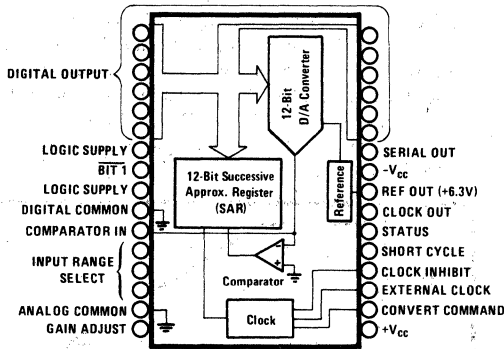 DIGITAL OUTPUT
LOGIC SUPPLY
BIT 1
LOGIC SUPPLY
DIGITAL COMMON
COMPARATOR IN
INPUT RANGE
SELECT
ANALOG COMMON
GAIN ADJUST
12-Bit
D/A Converter
12-Bit Successive
Approx. Register
(SAR)
Reference
-
+
Comparator
Clock
SERIAL OUT
-Vcc
REF OUT (+6.3V)
CLOCK OUT
STATUS
SHORT CYCLE
CLOCK INHIBIT
EXTERNAL CLOCK
CONVERT COMMAND
+Vcc